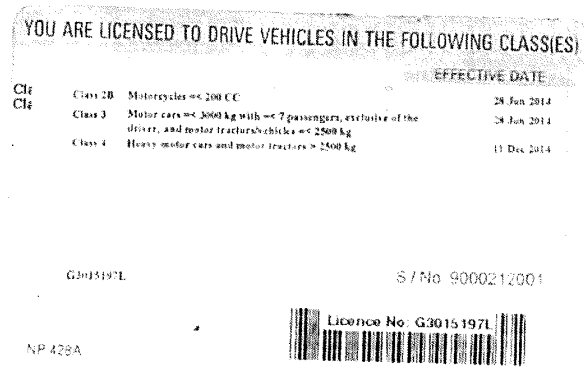 YOU ARE LICENSED TO DRIVE VEHICLES IN THE FOLLOWING CLASS(ES)
EFFECTIVE DATE
Cla
Cla
Class 2B Motorcycles =< 200 CC 28 Jun 2014
Class 3 Motor cars =< 3000 kg with =< 7 passengers, exclusive of the 28 Jun 2014
driver, and motor tractors/vehicles =< 2500 kg
Class 4 Heavy motor cars and motor tractors > 2500 kg 11 Dec 2014
G3015197L
S / No. 9000212001
Licence No: G3015197L
NP 428A